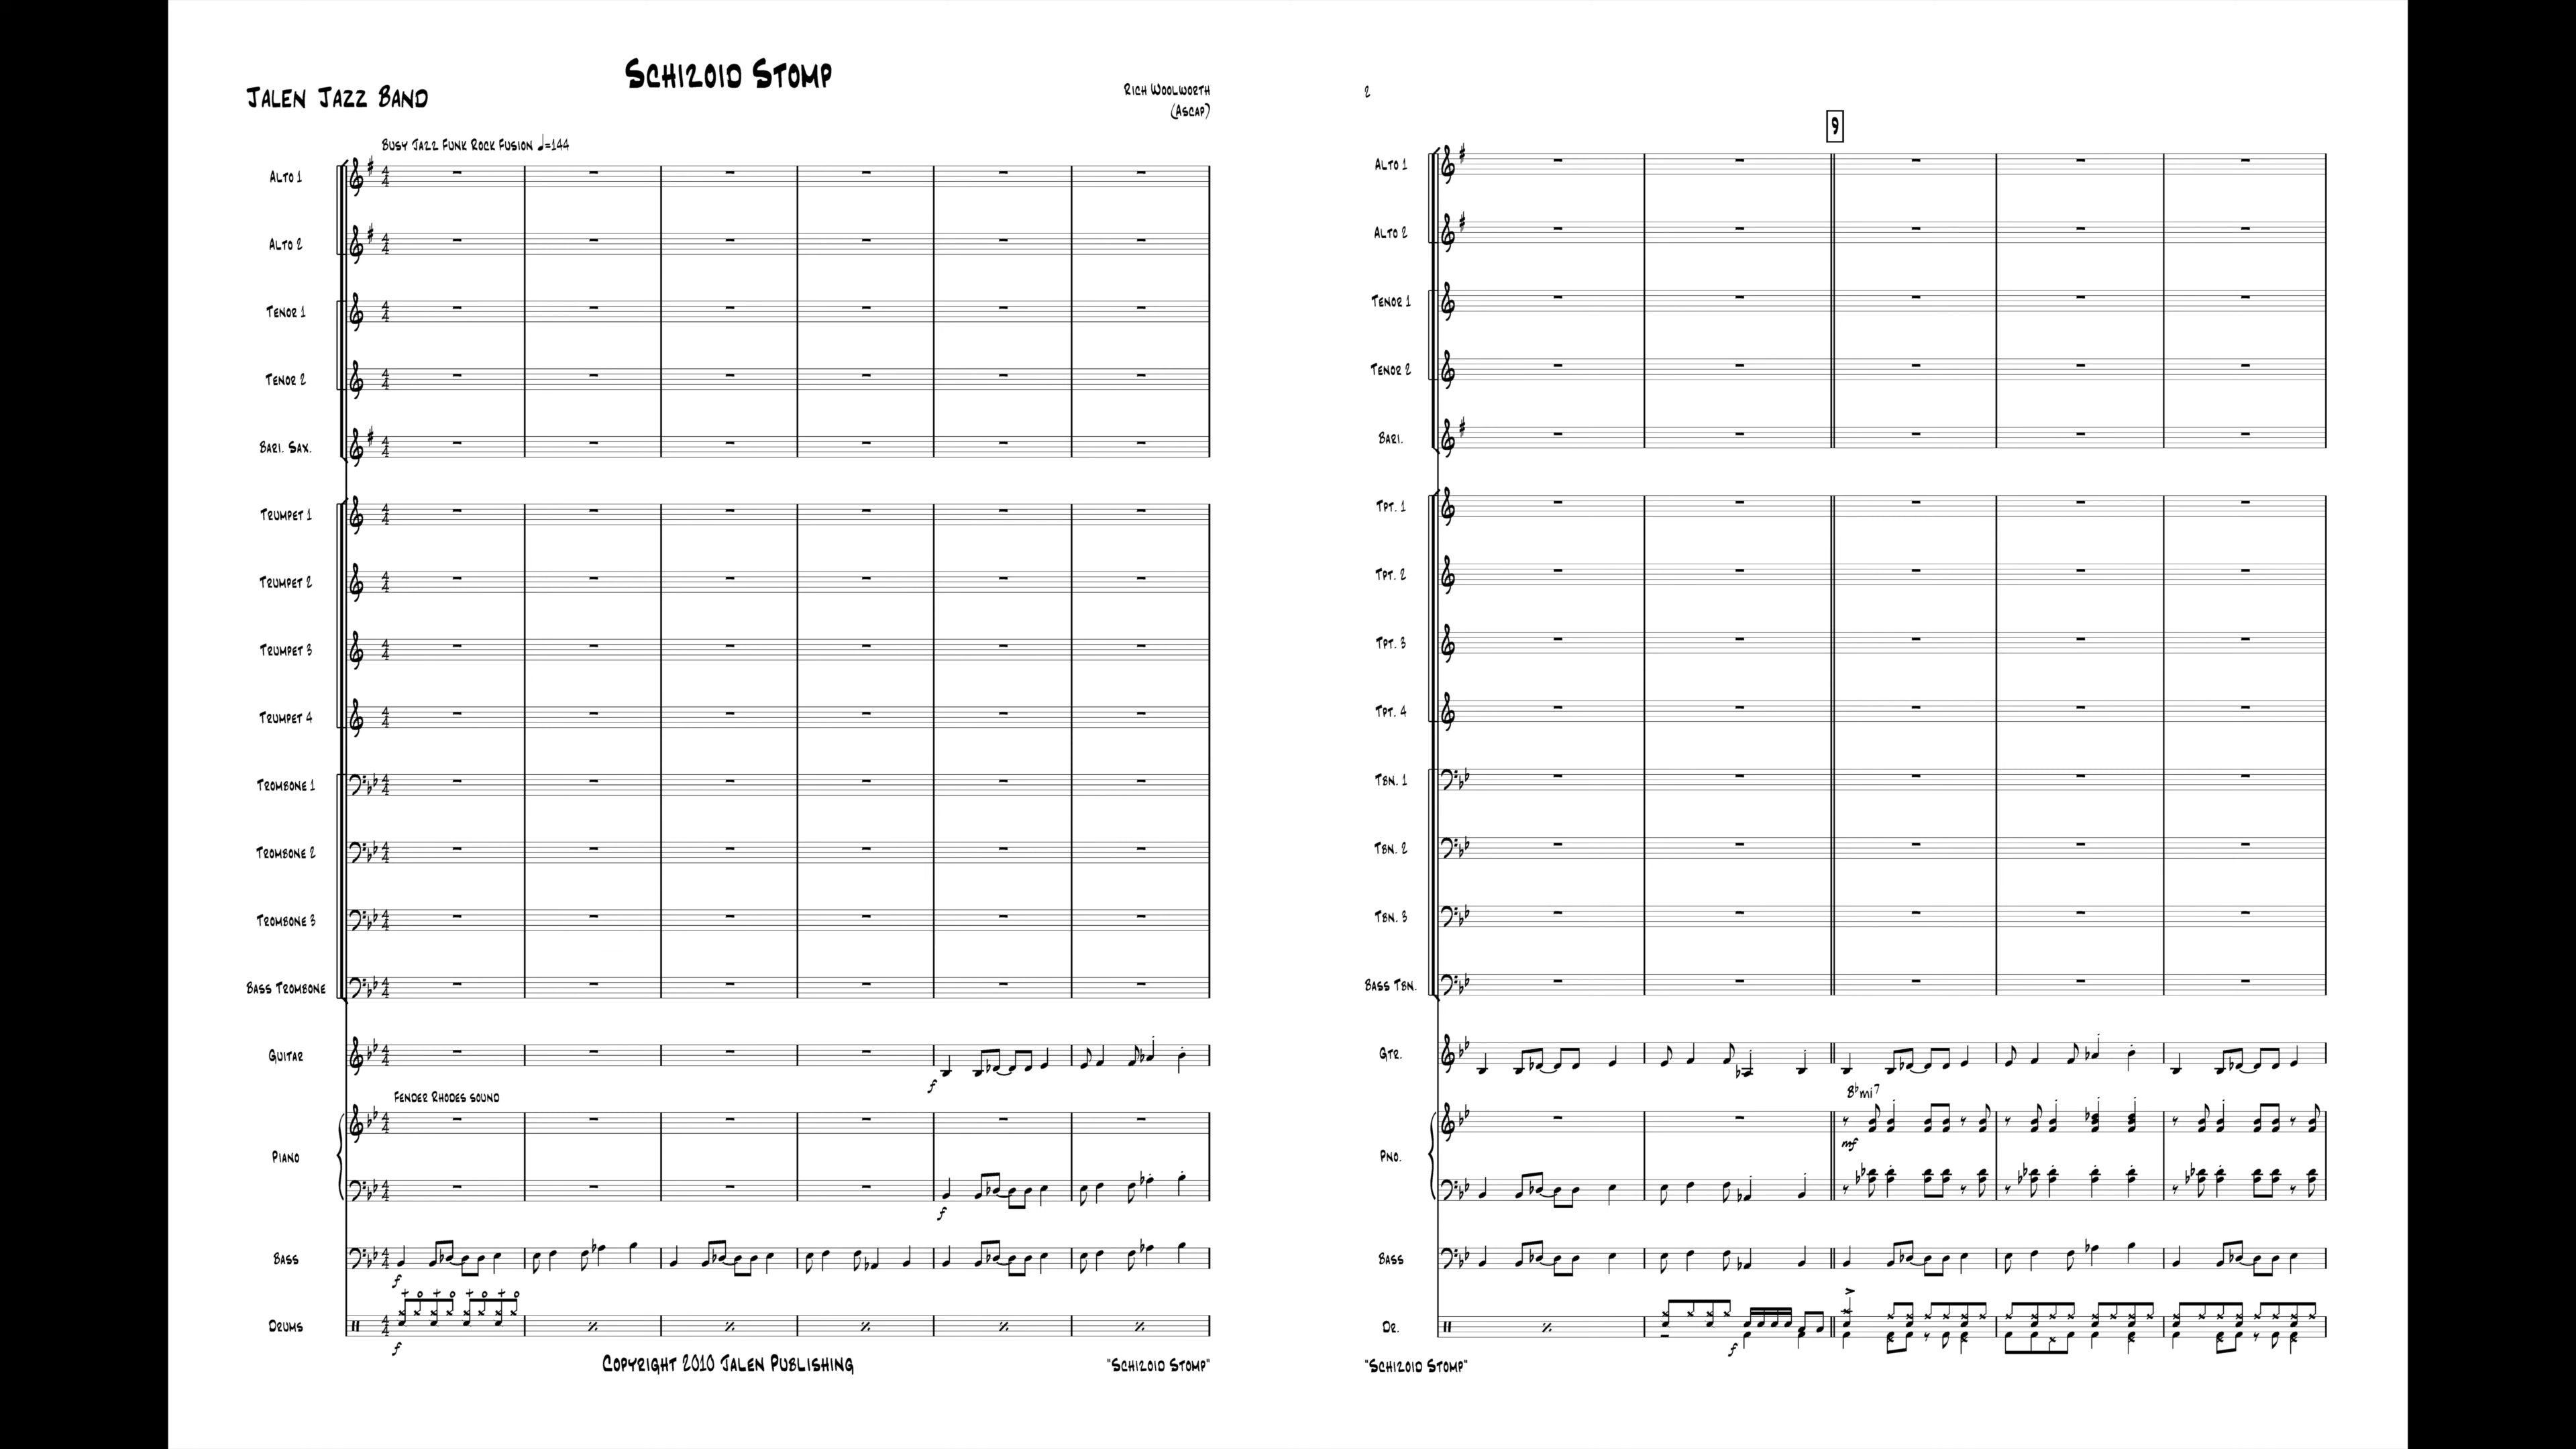 Schizoid Stomp
Jalen Jazz Band
Rich Woolworth
(Ascap)
Busy Jazz Funk Rock Fusion ♩=144
Alto 1
Alto 2
Tenor 1
Tenor 2
Bari. Sax.
Trumpet 1
Trumpet 2
Trumpet 3
Trumpet 4
Trombone 1
Trombone 2
Trombone 3
Bass Trombone
Guitar
f
Fender Rhodes sound
Piano
f
Bass
f
Drums
f
Copyright 2010 Jalen Publishing
"Schizoid Stomp"
2
9
Alto 1
Alto 2
Tenor 1
Tenor 2
Bari.
Tpt. 1
Tpt. 2
Tpt. 3
Tpt. 4
Tbn. 1
Tbn. 2
Tbn. 3
Bass Tbn.
Gtr.
B♭mi7
mf
Pno.
Bass
Dr.
f
"Schizoid Stomp"